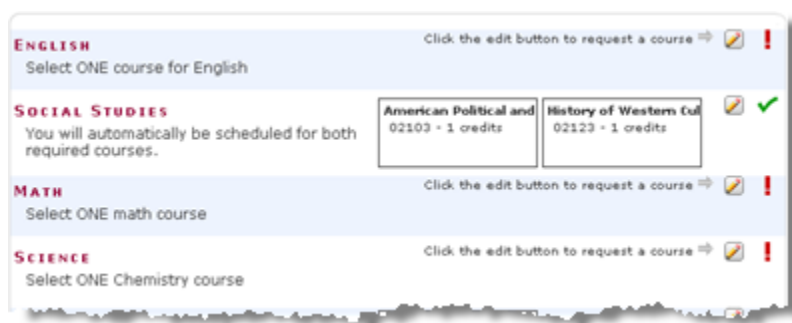 ENGLISH
Click the edit button to request a course
Select ONE course for English
SOCIAL STUDIES
You will automatically be scheduled for both
required courses.
American Political and
02103 - 1 credits
History of Western Cul
02123 - 1 credits
MATH
Click the edit button to request a course
Select ONE math course
SCIENCE
Click the edit button to request a course
Select ONE Chemistry course